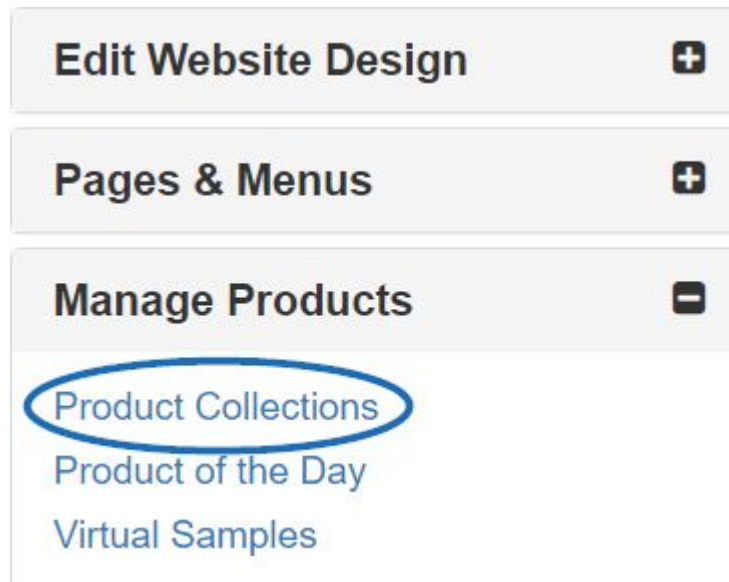 Edit Website Design
Pages & Menus
Manage Products
Product Collections
Product of the Day
Virtual Samples